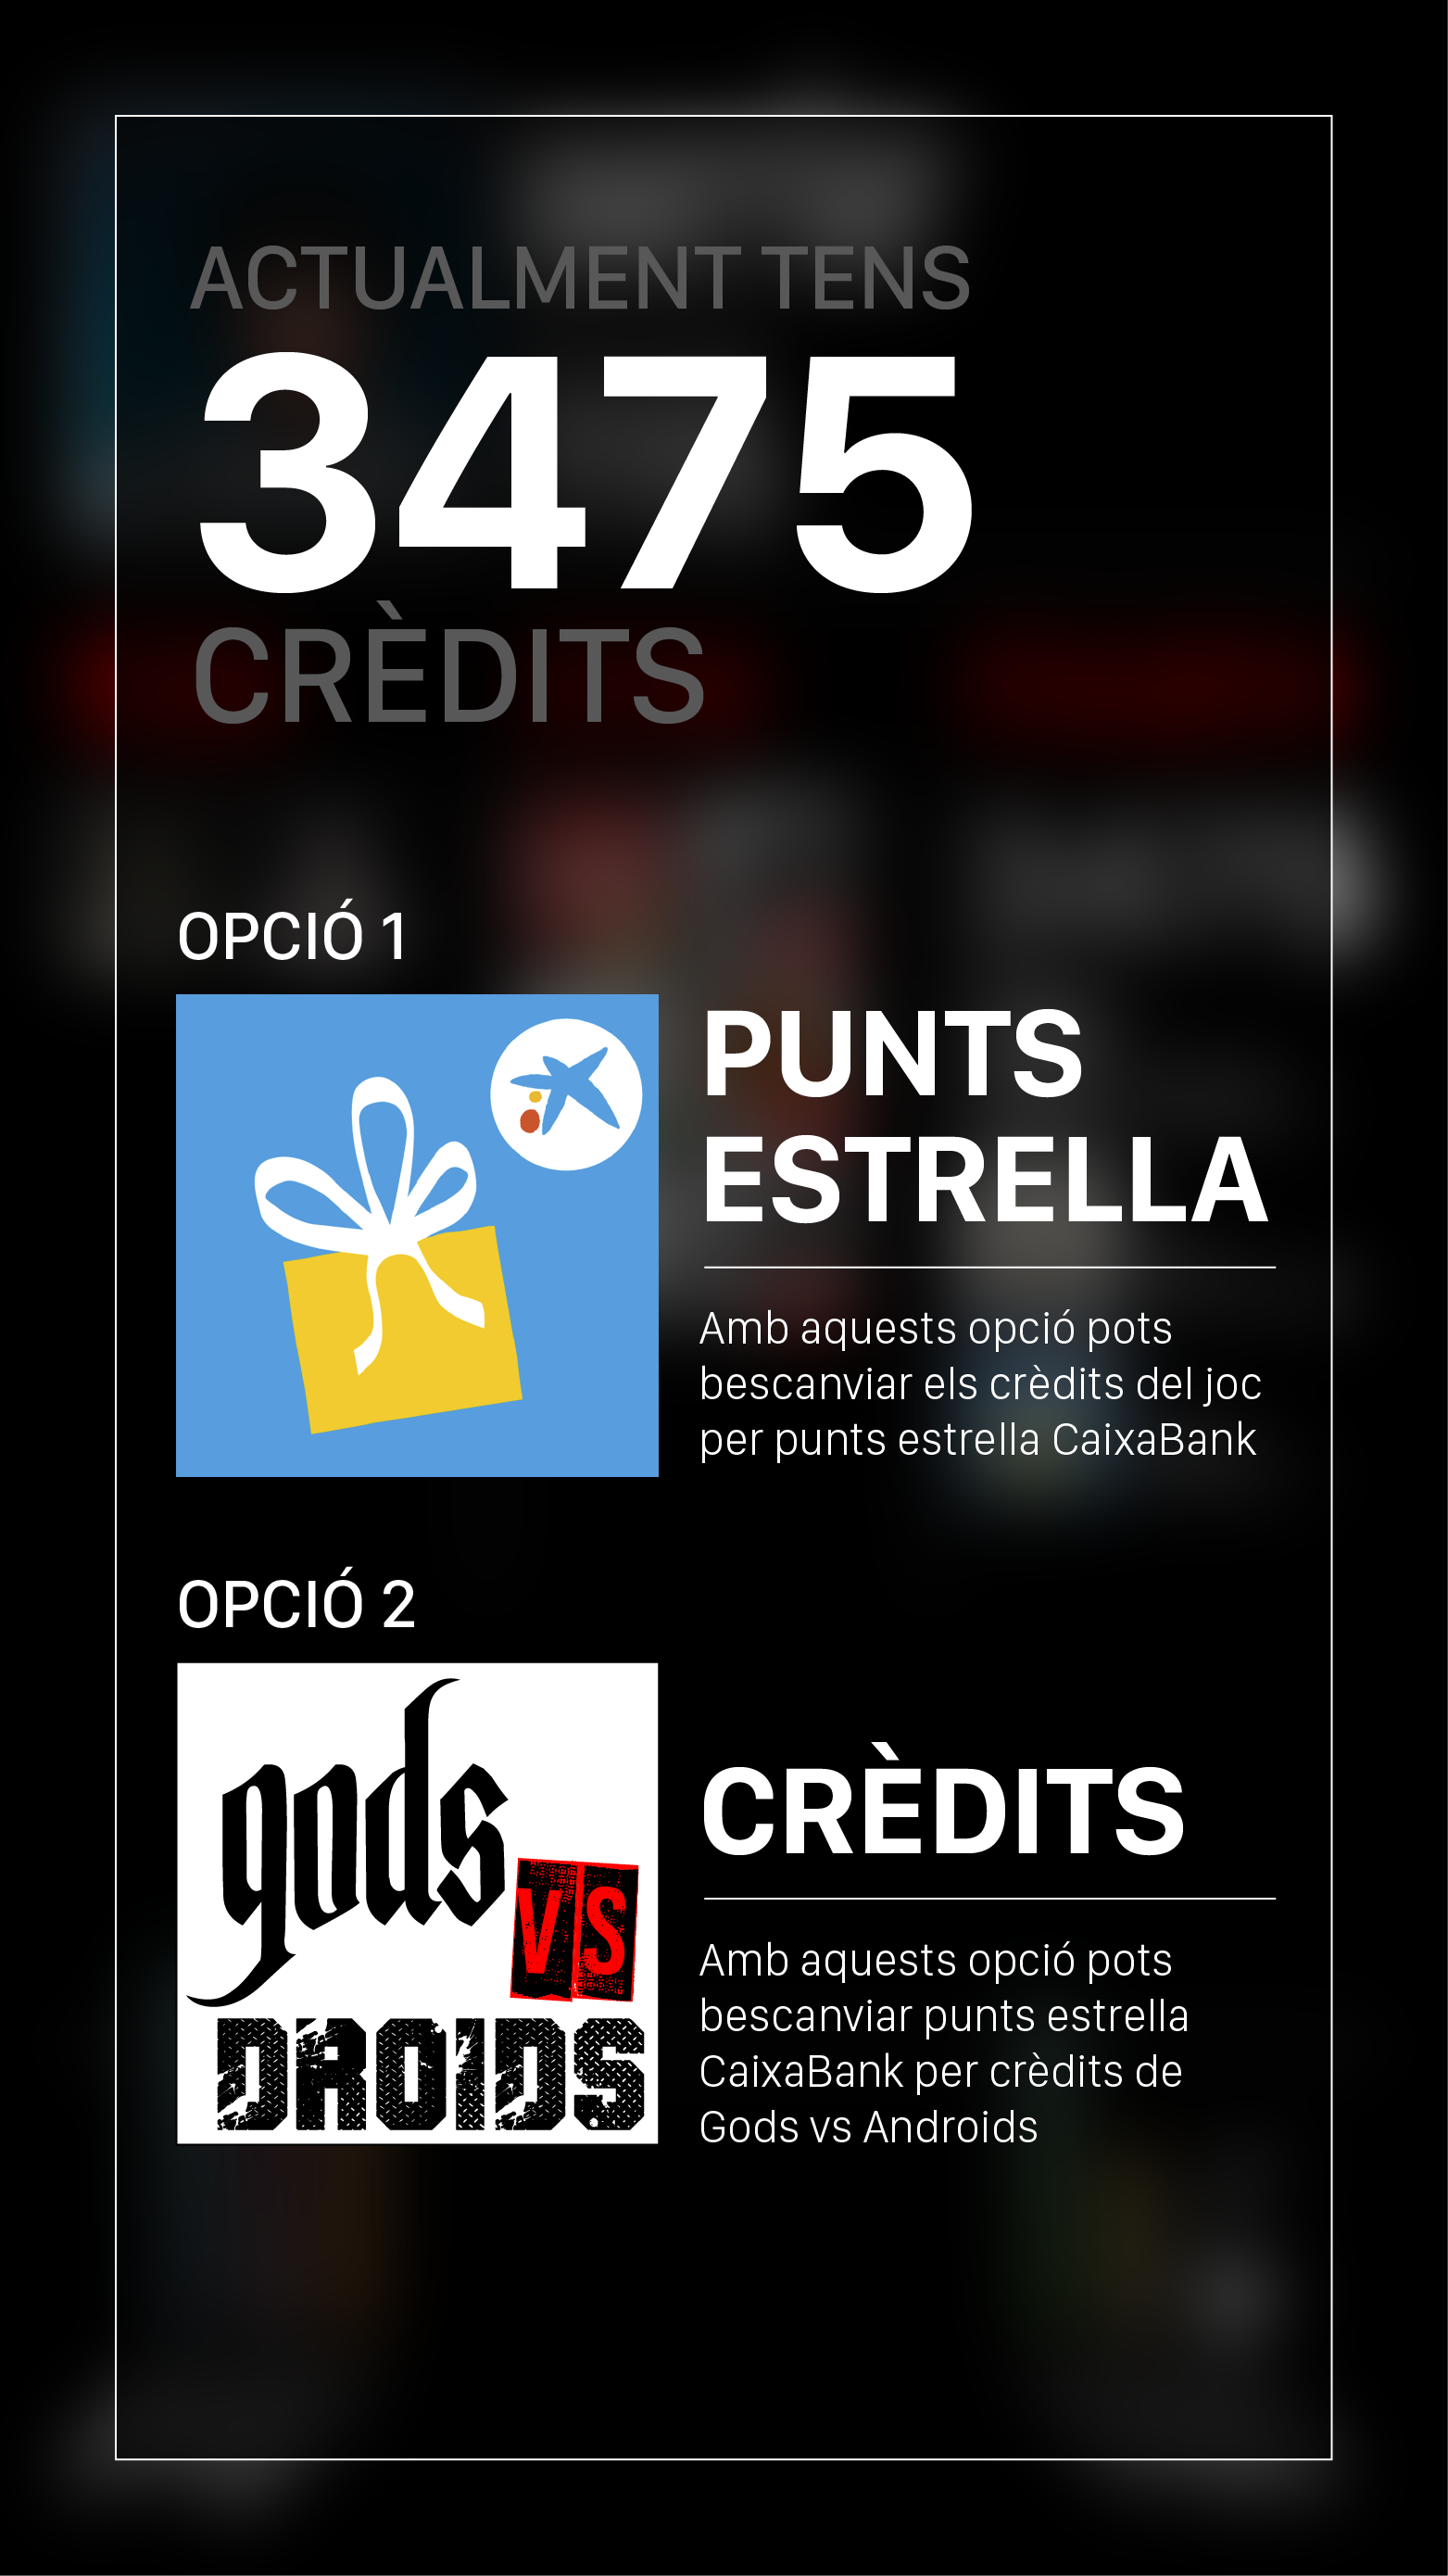 ACTUALMENT TENS
3475
CRÈDITS
OPCIÓ 1
PUNTS
ESTRELLA
Amb aquests opció pots
bescanviar els crèdits del joc
per punts estrella CaixaBank
OPCIÓ 2
gods
VS
DROIDS
CRÈDITS
Amb aquests opció pots
bescanviar punts estrella
CaixaBank per crèdits de
Gods vs Androids